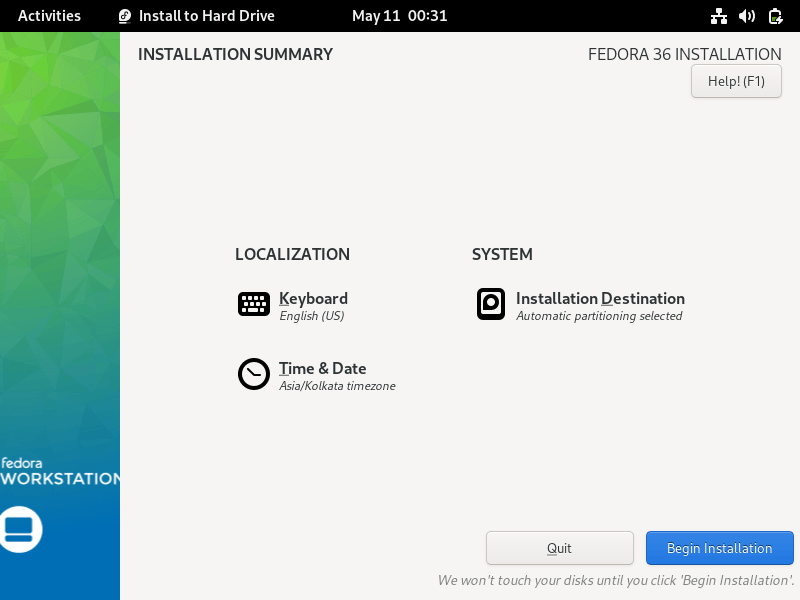 Activities Install to Hard Drive May 11 00:31
INSTALLATION SUMMARY FEDORA 36 INSTALLATION
Help! (F1)
LOCALIZATION SYSTEM
Keyboard
English (US)
Installation Destination
Automatic partitioning selected
Time & Date
Asia/Kolkata timezone
fedora
WORKSTATION
Quit Begin Installation
We won't touch your disks until you click 'Begin Installation'.